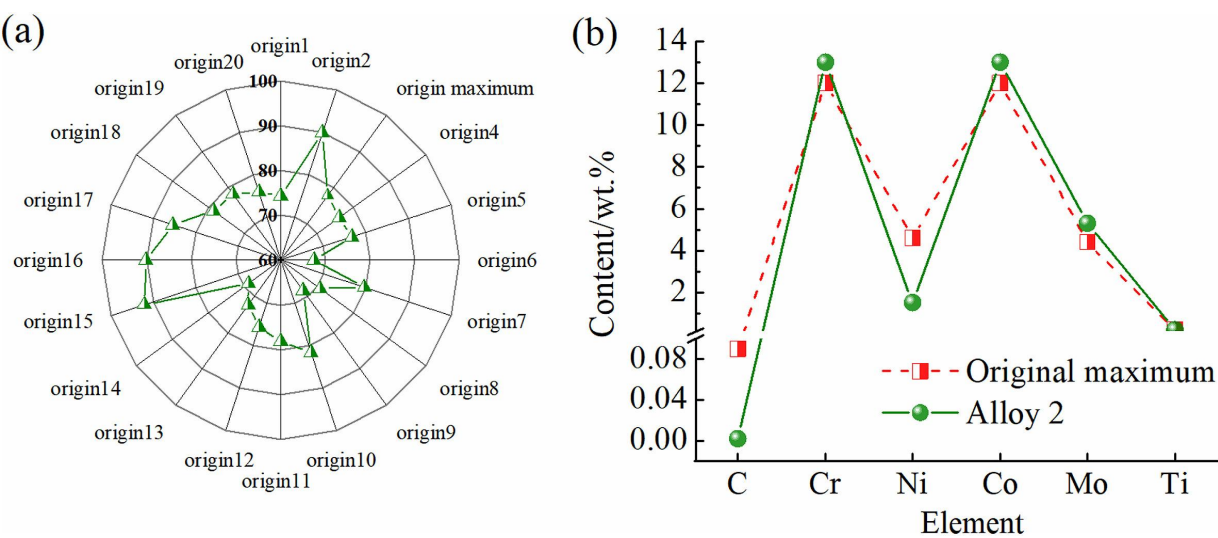 (a)
origin1
origin2
origin maximum
origin4
origin5
origin6
origin7
origin8
origin9
origin10
origin11
origin12
origin13
origin14
origin15
origin16
origin17
origin18
origin19
origin20
100
90
80
70
60
(b)
Content/wt.%
14
12
10
8
6
4
2
0.08
0.04
0.00
Original maximum
Alloy 2
C Cr Ni Co Mo Ti
Element